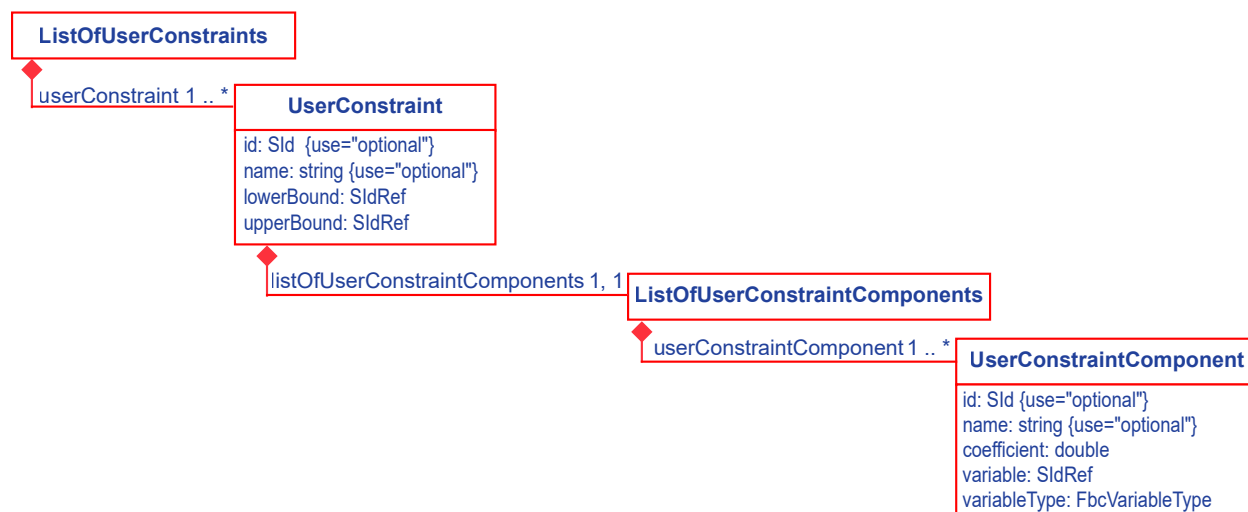 ListOfUserConstraints
userConstraint 1 .. *
UserConstraint
id: SId {use="optional"}
name: string {use="optional"}
lowerBound: SIdRef
upperBound: SIdRef
listOfUserConstraintComponents 1, 1
ListOfUserConstraintComponents
userConstraintComponent 1 .. *
UserConstraintComponent
id: SId {use="optional"}
name: string {use="optional"}
coefficient: double
variable: SIdRef
variableType: FbcVariableType